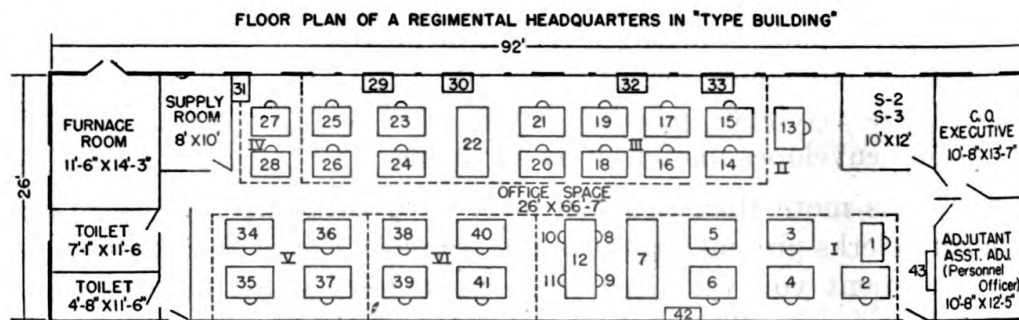 FLOOR PLAN OF A REGIMENTAL HEADQUARTERS IN "TYPE BUILDING"
92'
26'
FURNACE
ROOM
11'-6" X 14'-3"
SUPPLY
ROOM
8' X 10'
31
29
30
32
33
27
25
23
22
21
19
17
15
13
IV
III
II
28
26
24
20
18
16
14
S-2
S-3
10' X 12'
C.O.
EXECUTIVE
10'-8" X 13'-7"
OFFICE SPACE
26' X 66'-7"
TOILET
7'-1" X 11'-6
TOILET
4'-8" X 11'-6"
34
36
38
40
10
12
8
7
5
3
1
V
VI
I
35
37
39
41
11
9
6
4
2
42
43
ADJUTANT
ASST. ADJ.
(Personnel
Officer)
10'-8" X 12'-5"